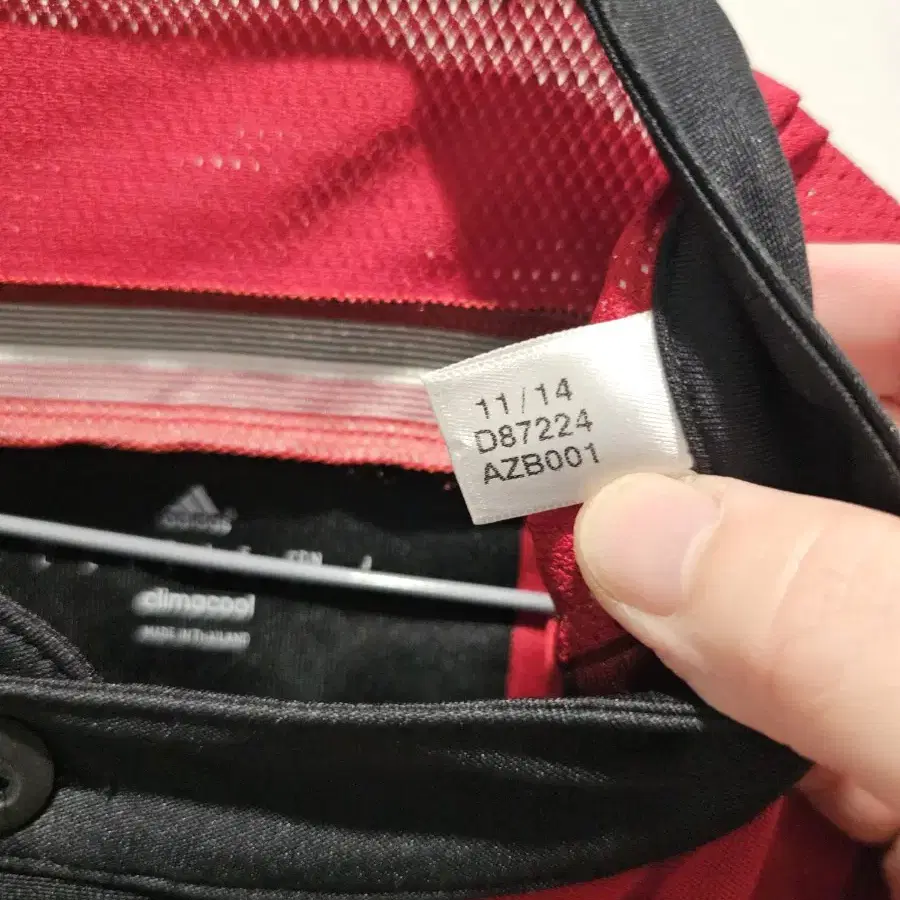 11/14
D87224
AZB001
adidas
climacool
MADE IN THAILAND